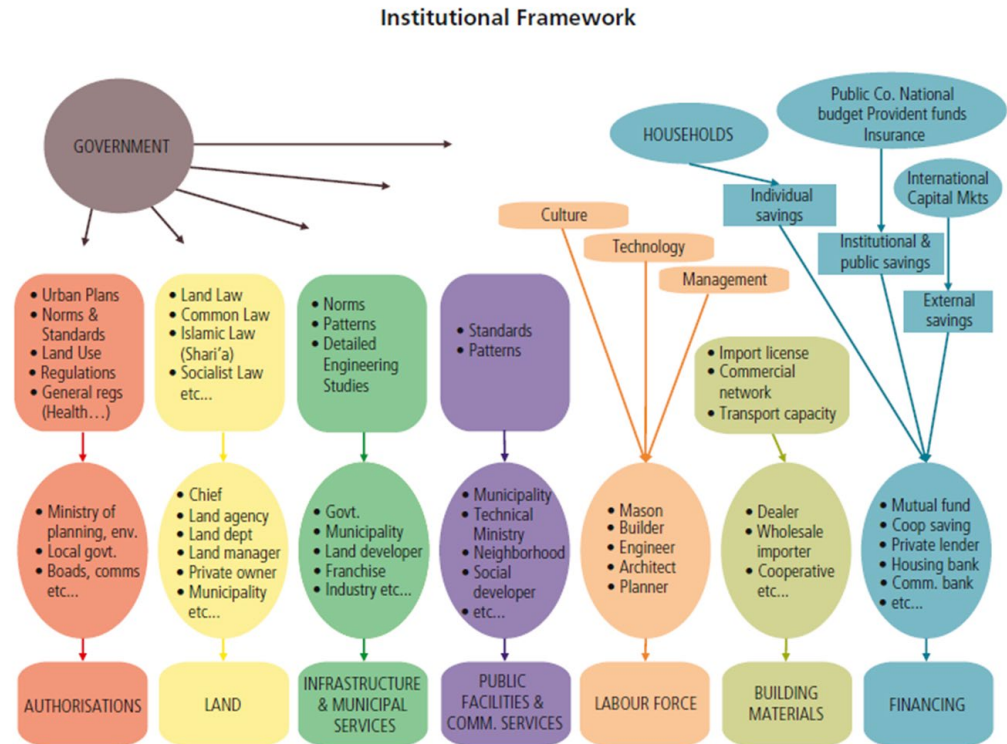 Institutional Framework
GOVERNMENT
HOUSEHOLDS
Public Co. National
budget Provident funds
Insurance
International
Capital Mkts
Individual
savings
Institutional &
public savings
External
savings
Culture
Technology
Management
• Urban Plans
• Norms &
Standards
• Land Use
• Regulations
• General regs
(Health...)
• Land Law
• Common Law
• Islamic Law
(Shari'a)
• Socialist Law
etc...
• Norms
• Patterns
• Detailed
Engineering
Studies
• Standards
• Patterns
• Import license
• Commercial
network
• Transport capacity
• Ministry of
planning, env.
• Local govt.
• Boads, comms
etc...
• Chief
• Land agency
• Land dept
• Land manager
• Private owner
• Municipality
etc...
• Govt.
• Municipality
• Land developer
• Franchise
• Industry etc...
• Municipality
• Technical
Ministry
• Neighborhood
• Social
developer
• etc...
• Mason
• Builder
• Engineer
• Architect
• Planner
• Dealer
• Wholesale
importer
• Cooperative
etc...
• Mutual fund
• Coop saving
• Private lender
• Housing bank
• Comm. bank
• etc...
AUTHORISATIONS
LAND
INFRASTRUCTURE
& MUNICIPAL
SERVICES
PUBLIC
FACILITIES &
COMM. SERVICES
LABOUR FORCE
BUILDING
MATERIALS
FINANCING